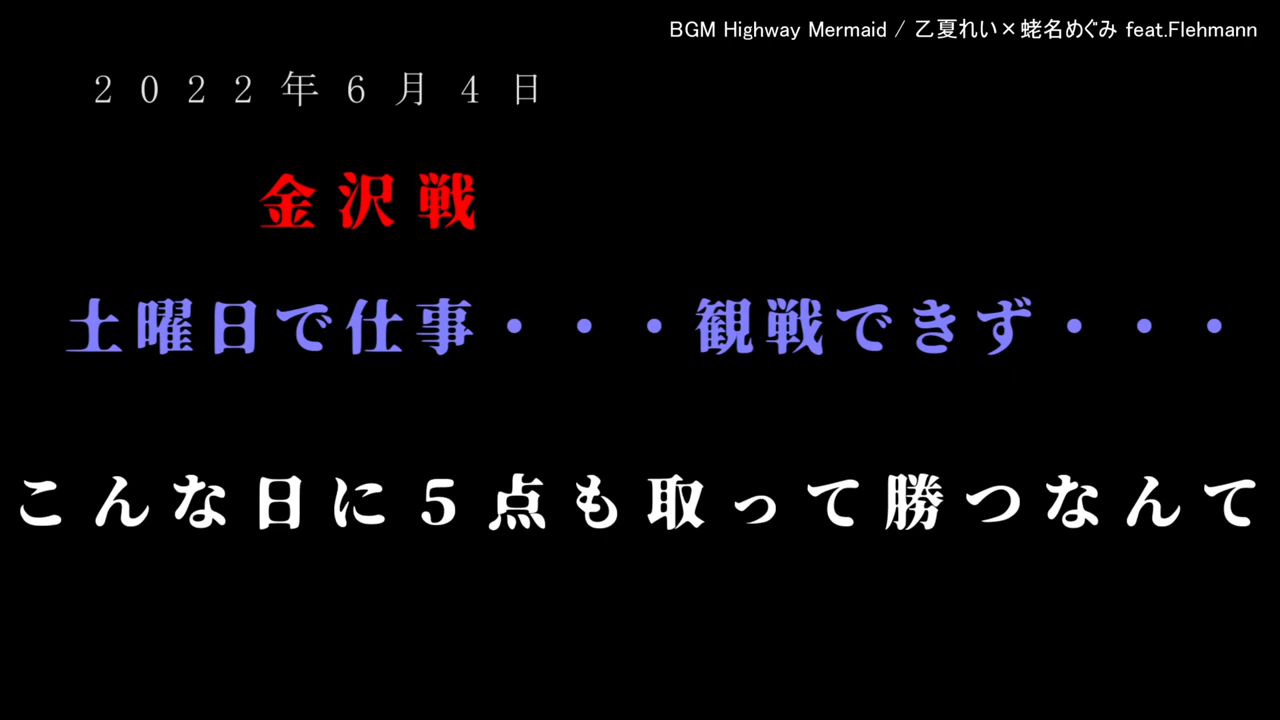 BGM Highway Mermaid / 乙夏れい×蛯名めぐみ feat.Flehmann
２０２２年６月４日
金沢戦
土曜日で仕事・・・観戦できず・・・
こんな日に５点も取って勝つなんて